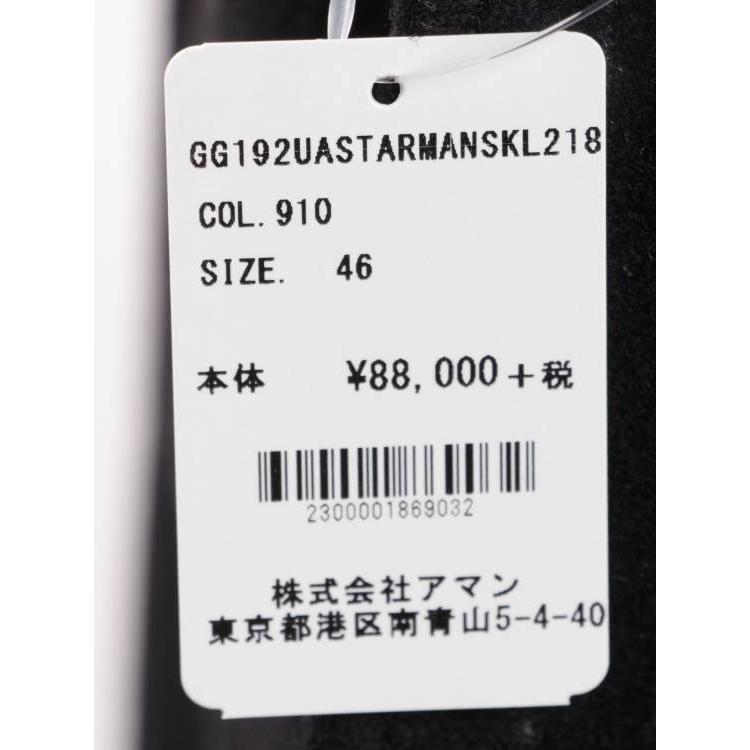 GG192UASTARMANSKL218
COL.910
SIZE. 46
本体 ¥88,000+税
2300001869032
株式会社アマン
東京都港区南青山5-4-40